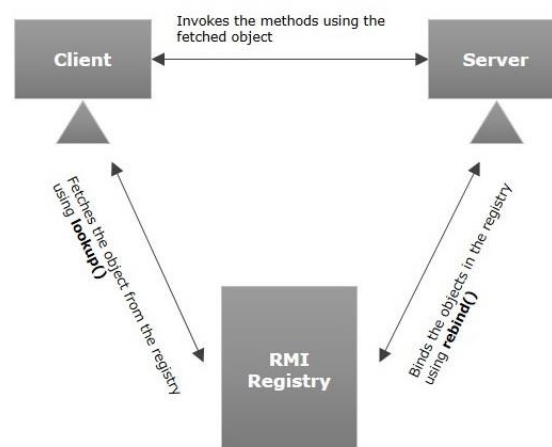 Invokes the methods using the
fetched object
Client
Server
Fetches the object from the registry
using lookup()
Binds the objects in the registry
using rebind()
RMI
Registry